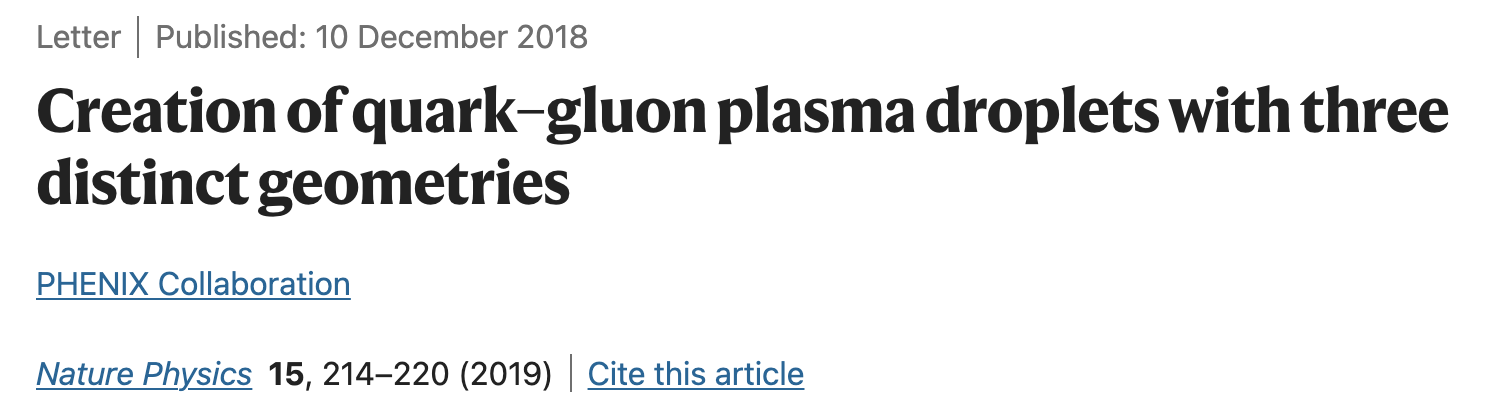 Letter | Published: 10 December 2018
Creation of quark–gluon plasma droplets with three
distinct geometries
PHENIX Collaboration
Nature Physics 15, 214–220 (2019) | Cite this article